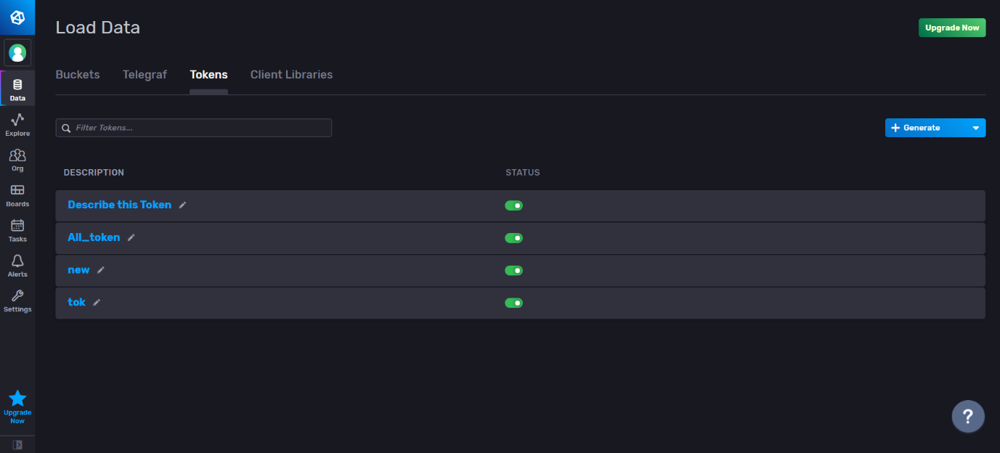 Load Data
Upgrade Now
Buckets Telegraf Tokens Client Libraries
Filter Tokens...
Generate
DESCRIPTION STATUS
Describe this Token
All_token
new
tok
Data
Explore
Org
Boards
Tasks
Alerts
Settings
Upgrade
Now
?